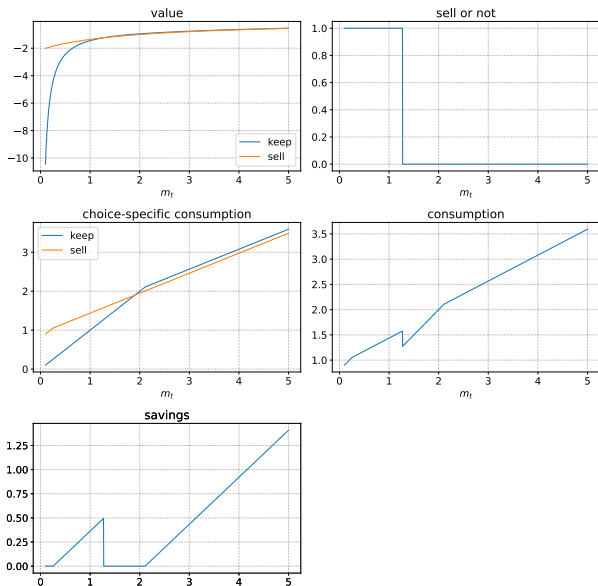 value
−2
−4
−6
−8
−10
keep
sell
0 1 2 3 4 5
m_t
sell or not
1.0
0.8
0.6
0.4
0.2
0.0
0 1 2 3 4 5
m_t
choice-specific consumption
keep
sell
3
2
1
0
0 1 2 3 4 5
m_t
consumption
3.5
3.0
2.5
2.0
1.5
1.0
0 1 2 3 4 5
m_t
savings
1.25
1.00
0.75
0.50
0.25
0.00
0 1 2 3 4 5